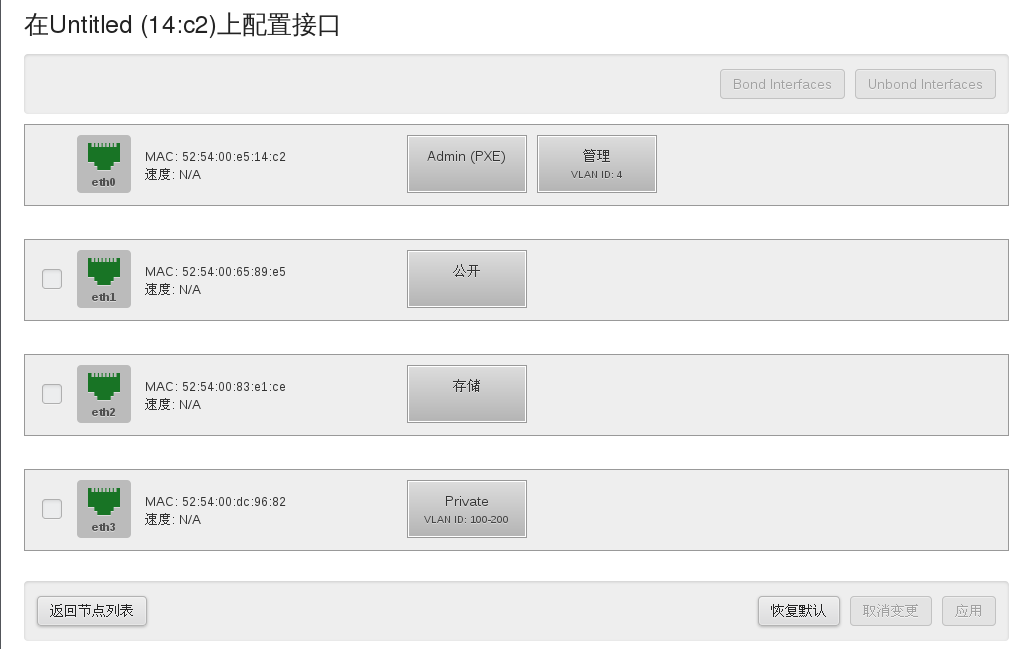 在Untitled (14:c2)上配置接口
Bond Interfaces
Unbond Interfaces
eth0
MAC: 52:54:00:e5:14:c2
速度: N/A
Admin (PXE)
管理
VLAN ID: 4
eth1
MAC: 52:54:00:65:89:e5
速度: N/A
公开
eth2
MAC: 52:54:00:83:e1:ce
速度: N/A
存储
eth3
MAC: 52:54:00:dc:96:82
速度: N/A
Private
VLAN ID: 100-200
返回节点列表
恢复默认
取消变更
应用